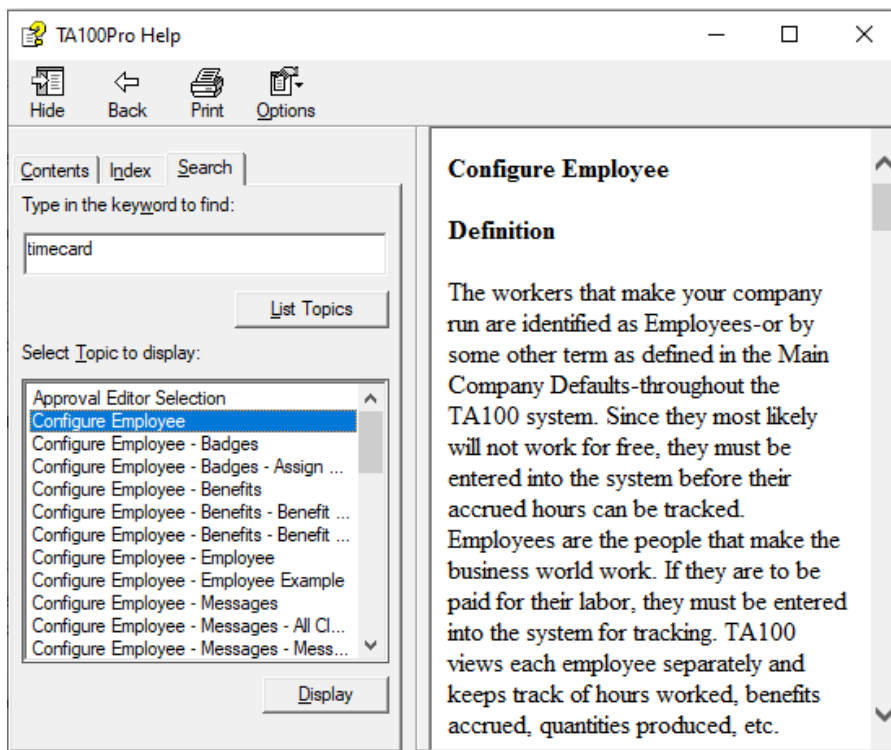 TA100Pro Help
Hide Back Print Options
Contents Index Search
Type in the keyword to find:
timecard
List Topics
Select Topic to display:
Approval Editor Selection
Configure Employee
Configure Employee - Badges
Configure Employee - Badges - Assign ...
Configure Employee - Benefits
Configure Employee - Benefits - Benefit ...
Configure Employee - Benefits - Benefit ...
Configure Employee - Employee
Configure Employee - Employee Example
Configure Employee - Messages
Configure Employee - Messages - All Cl...
Configure Employee - Messages - Mess...
Display
Configure Employee
Definition
The workers that make your company
run are identified as Employees-or by
some other term as defined in the Main
Company Defaults-throughout the
TA100 system. Since they most likely
will not work for free, they must be
entered into the system before their
accrued hours can be tracked.
Employees are the people that make the
business world work. If they are to be
paid for their labor, they must be entered
into the system for tracking. TA100
views each employee separately and
keeps track of hours worked, benefits
accrued, quantities produced, etc.